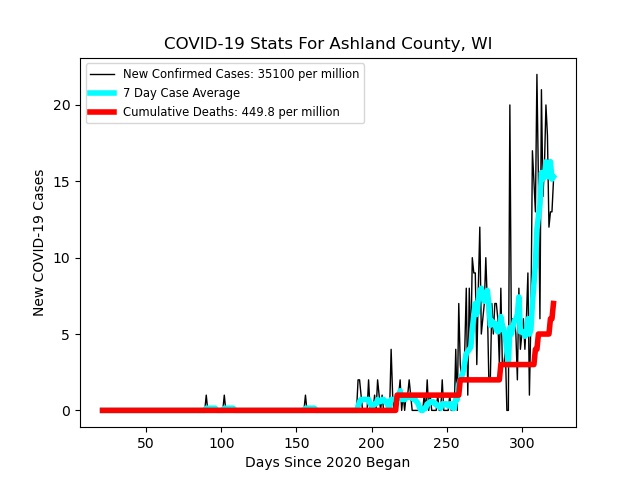 COVID-19 Stats For Ashland County, WI
New Confirmed Cases: 35100 per million
7 Day Case Average
Cumulative Deaths: 449.8 per million
New COVID-19 Cases
20
15
10
5
0
50 100 150 200 250 300
Days Since 2020 Began